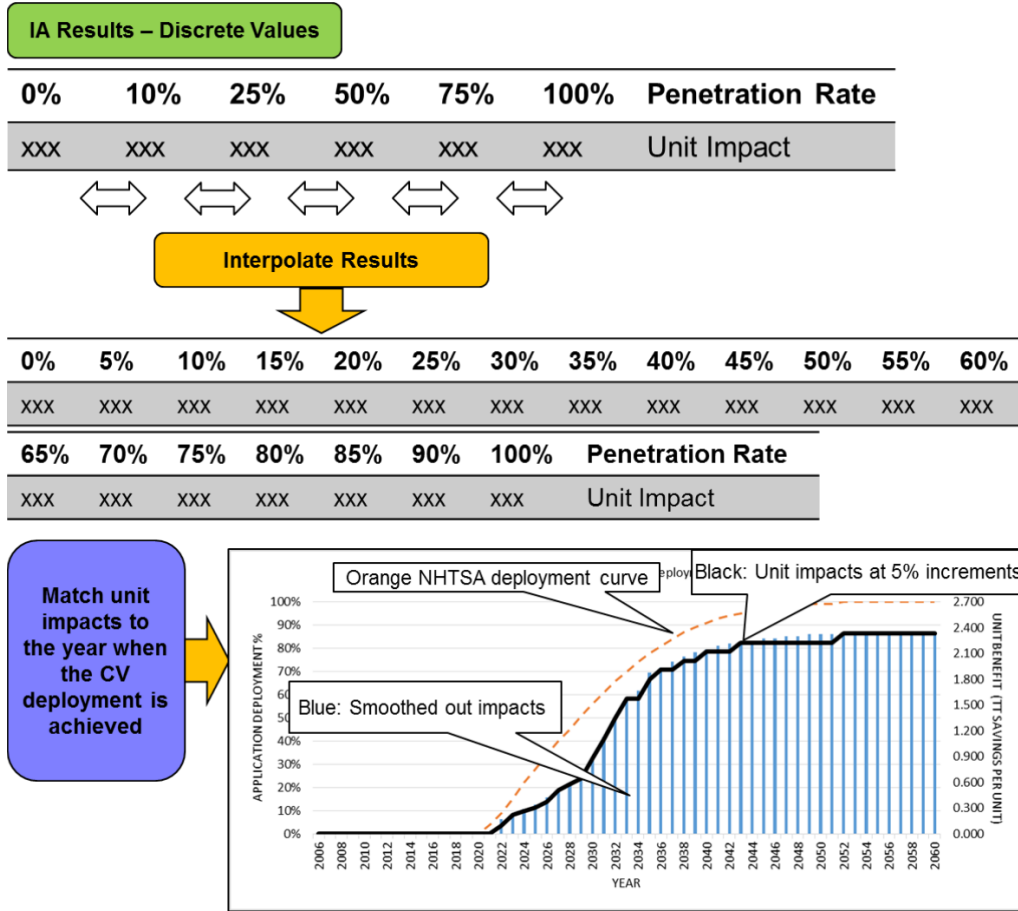 IA Results – Discrete Values
0% 10% 25% 50% 75% 100% Penetration Rate
xxx xxx xxx xxx xxx xxx Unit Impact
Interpolate Results
0% 5% 10% 15% 20% 25% 30% 35% 40% 45% 50% 55% 60%
xxx xxx xxx xxx xxx xxx xxx xxx xxx xxx xxx xxx xxx
65% 70% 75% 80% 85% 90% 100% Penetration Rate
xxx xxx xxx xxx xxx xxx xxx Unit Impact
Match unit
impacts to
the year when
the CV
deployment is
achieved
Orange NHTSA deployment curve
Black: Unit impacts at 5% increments
Blue: Smoothed out impacts
APPLICATION DEPLOYMENT %
100%
90%
80%
70%
60%
50%
40%
30%
20%
10%
0%
2.700
2.400
2.100
1.800
1.500
1.200
0.900
0.600
0.300
0.000
UNIT BENEFIT (TT SAVINGS PER UNIT)
2006 2008 2010 2012 2014 2016 2018 2020 2022 2024 2026 2028 2030 2032 2034 2036 2038 2040 2042 2044 2046 2048 2050 2052 2054 2056 2058 2060
YEAR